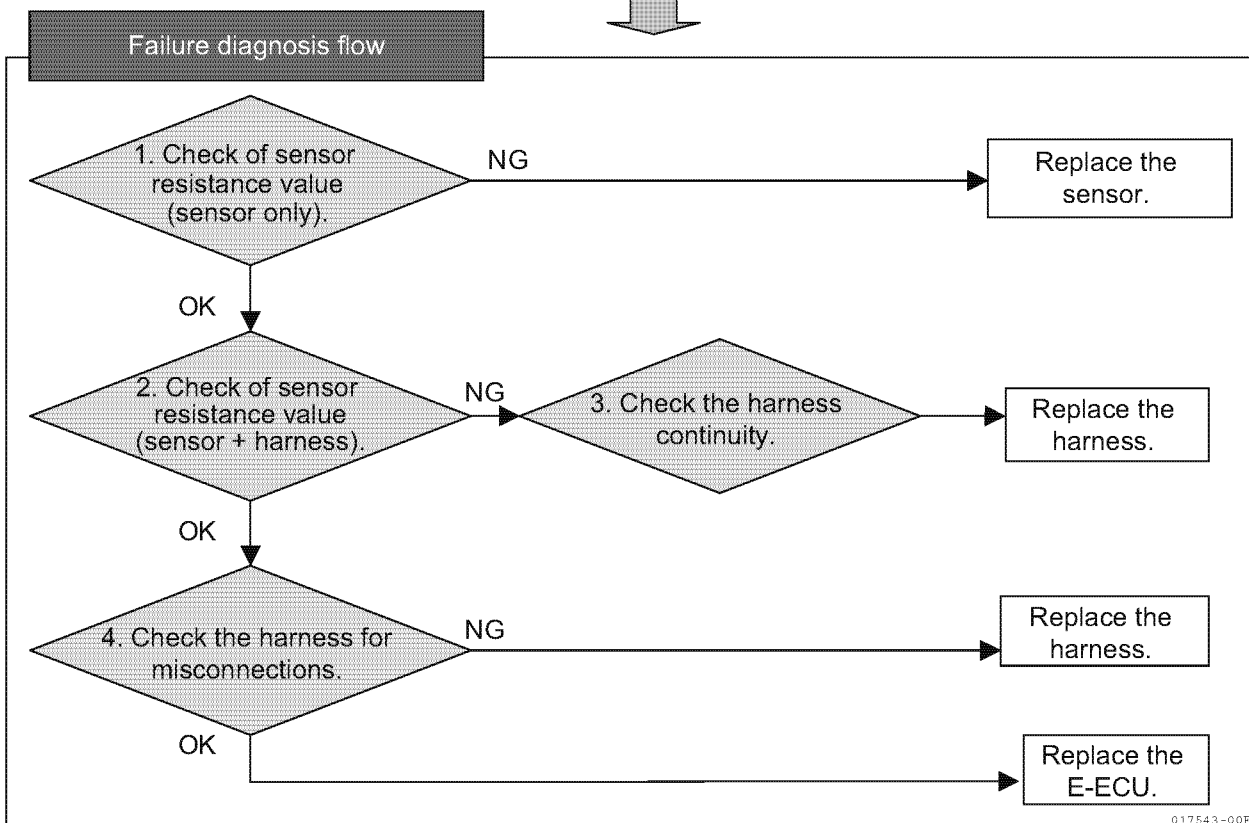 Failure diagnosis flow
1. Check of sensor
resistance value
(sensor only).
NG
Replace the
sensor.
OK
2. Check of sensor
resistance value
(sensor + harness).
NG
3. Check the harness
continuity.
Replace the
harness.
OK
4. Check the harness for
misconnections.
NG
Replace the
harness.
OK
Replace the
E-ECU.